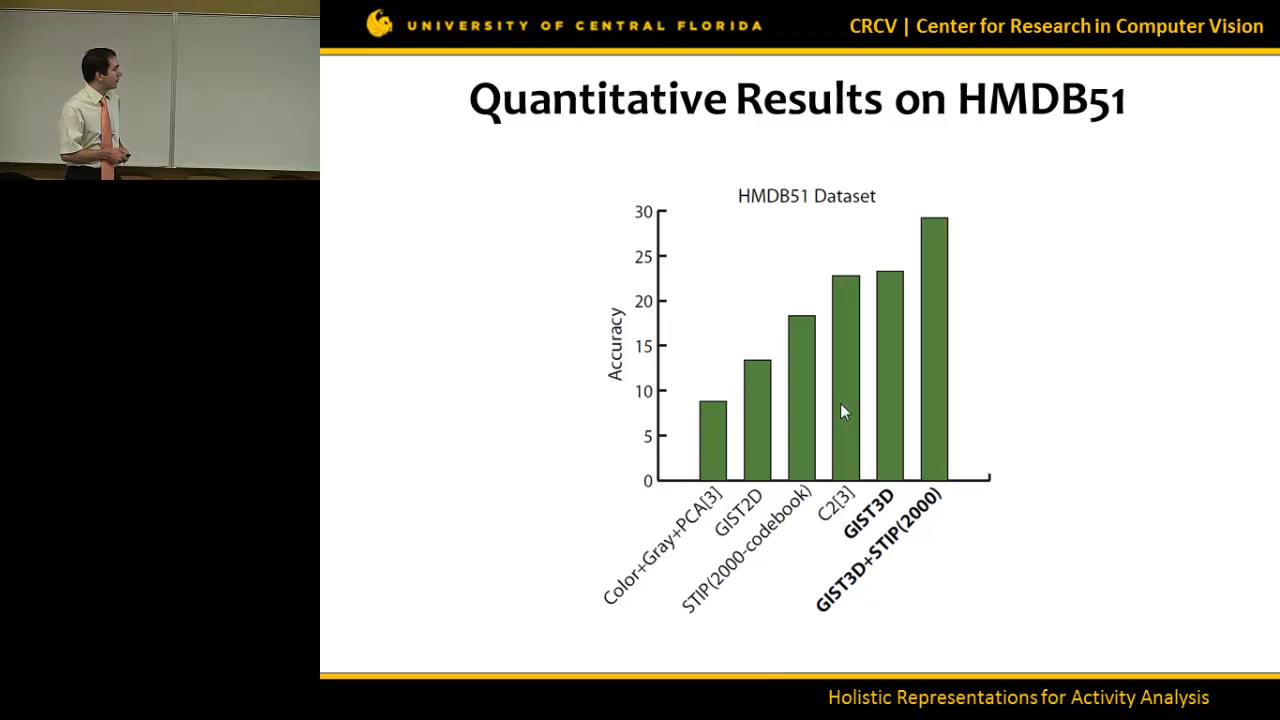 UNIVERSITY OF CENTRAL FLORIDA
CRCV | Center for Research in Computer Vision
Quantitative Results on HMDB51
HMDB51 Dataset
30
25
20
15
10
5
0
Accuracy
Color+Gray+PCA[3]
GIST2D
STIP(2000-codebook)
C2[3]
GIST3D
GIST3D+STIP(2000)
Holistic Representations for Activity Analysis